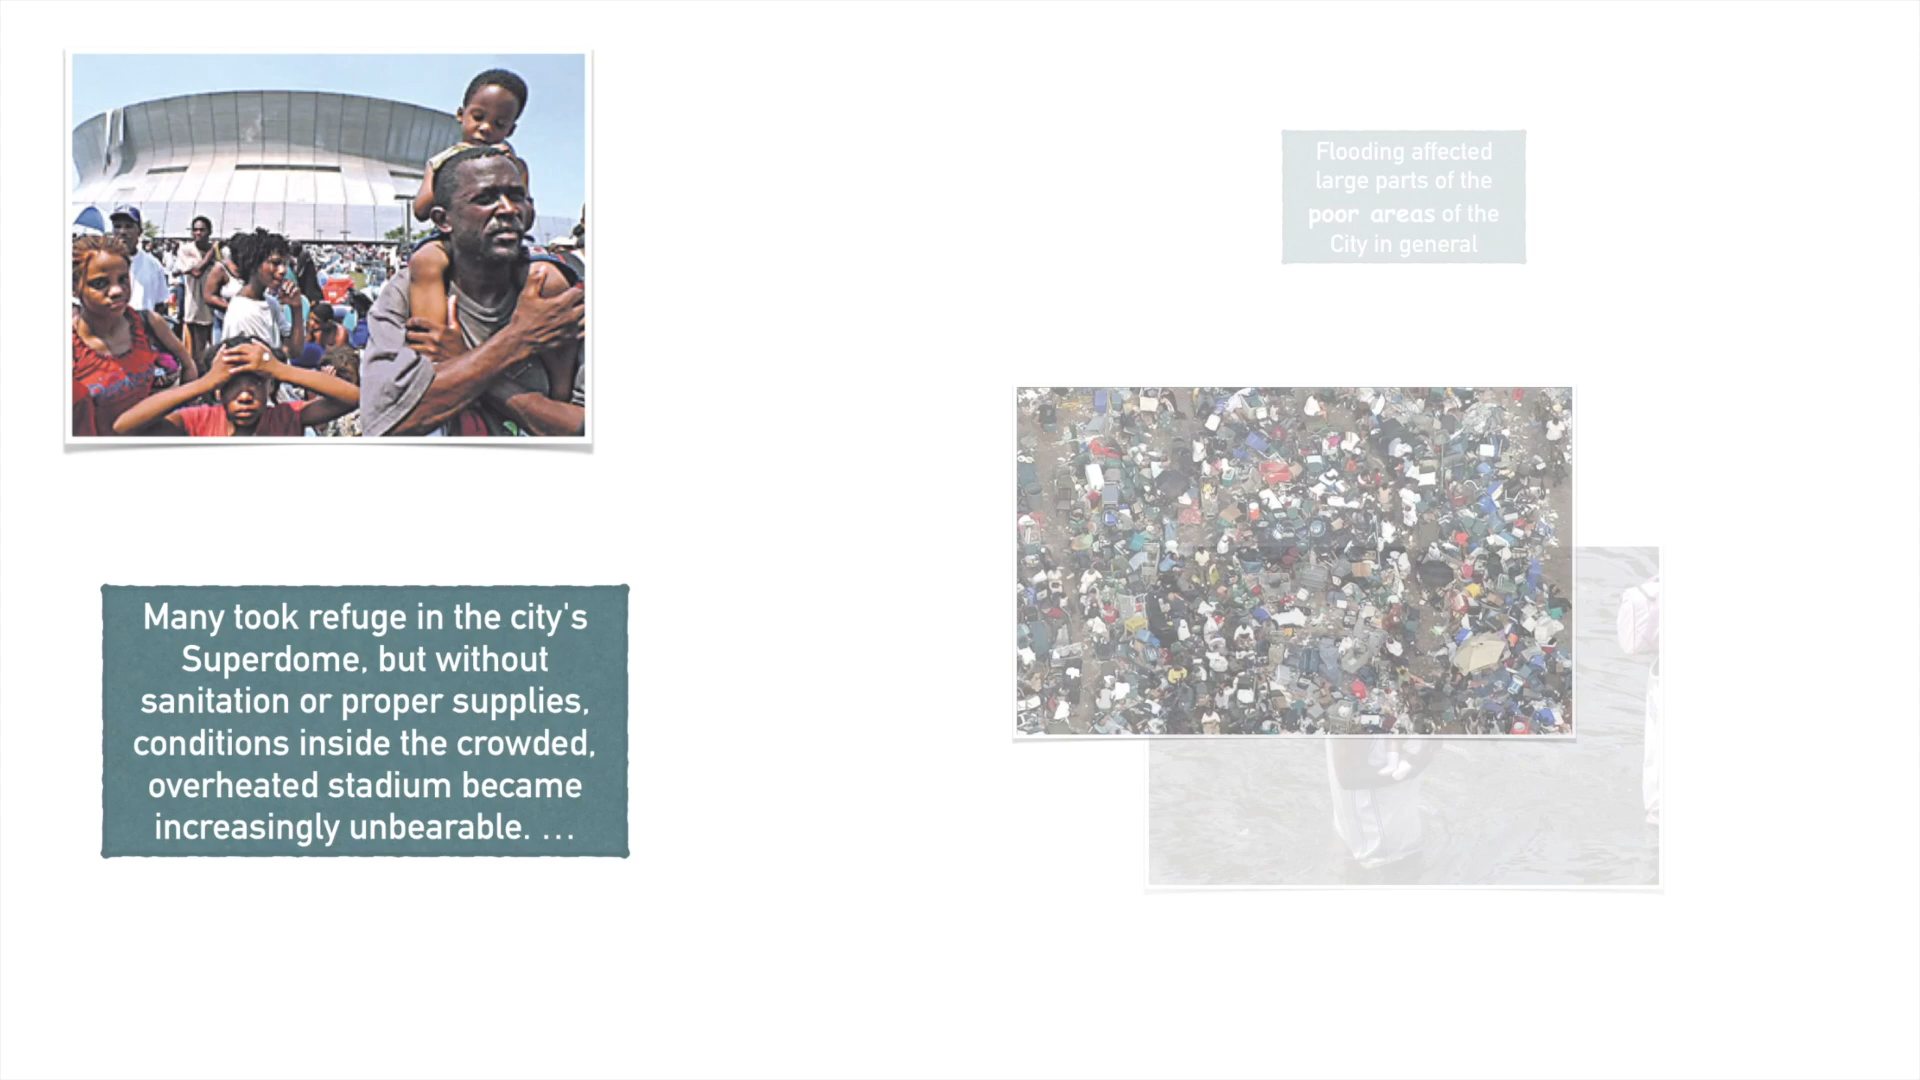 Flooding affected
large parts of the
poor areas of the
City in general
Many took refuge in the city's
Superdome, but without
sanitation or proper supplies,
conditions inside the crowded,
overheated stadium became
increasingly unbearable. …